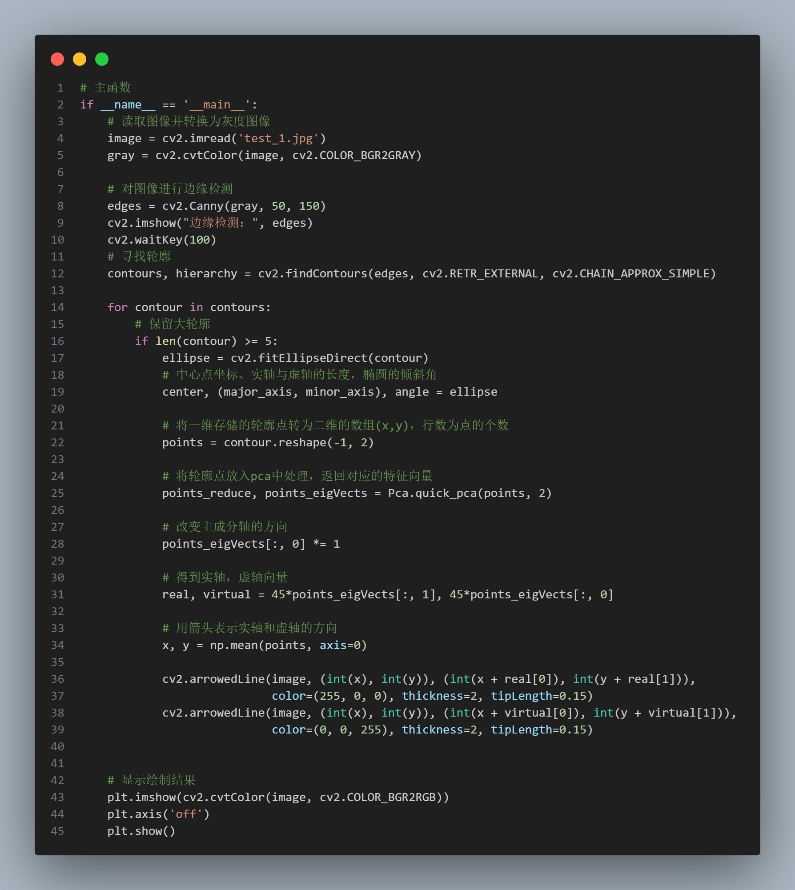 1 # 主函数
2 if __name__ == '__main__':
3 # 读取图像并转换为灰度图像
4 image = cv2.imread('test_1.jpg')
5 gray = cv2.cvtColor(image, cv2.COLOR_BGR2GRAY)
6
7 # 对图像进行边缘检测
8 edges = cv2.Canny(gray, 50, 150)
9 cv2.imshow("边缘检测：", edges)
10 cv2.waitKey(100)
11 # 寻找轮廓
12 contours, hierarchy = cv2.findContours(edges, cv2.RETR_EXTERNAL, cv2.CHAIN_APPROX_SIMPLE)
13
14 for contour in contours:
15 # 保留大轮廓
16 if len(contour) >= 5:
17 ellipse = cv2.fitEllipseDirect(contour)
18 # 中心点坐标、实轴与虚轴的长度，椭圆的倾斜角
19 center, (major_axis, minor_axis), angle = ellipse
20
21 # 将一维存储的轮廓点转为二维的数组(x,y)，行数为点的个数
22 points = contour.reshape(-1, 2)
23
24 # 将轮廓点放入pca中处理，返回对应的特征向量
25 points_reduce, points_eigVects = Pca.quick_pca(points, 2)
26
27 # 改变主成分轴的方向
28 points_eigVects[:, 0] *= 1
29
30 # 得到实轴，虚轴向量
31 real, virtual = 45*points_eigVects[:, 1], 45*points_eigVects[:, 0]
32
33 # 用箭头表示实轴和虚轴的方向
34 x, y = np.mean(points, axis=0)
35
36 cv2.arrowedLine(image, (int(x), int(y)), (int(x + real[0]), int(y + real[1])),
37 color=(255, 0, 0), thickness=2, tipLength=0.15)
38 cv2.arrowedLine(image, (int(x), int(y)), (int(x + virtual[0]), int(y + virtual[1])),
39 color=(0, 0, 255), thickness=2, tipLength=0.15)
40
41
42 # 显示绘制结果
43 plt.imshow(cv2.cvtColor(image, cv2.COLOR_BGR2RGB))
44 plt.axis('off')
45 plt.show()